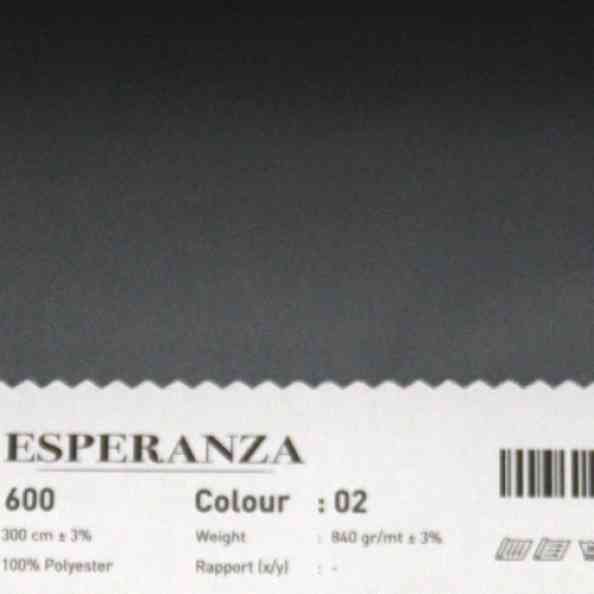 ESPERANZA
600 Colour : 02
300 cm ± 3% Weight : 840 gr/mt ± 3%
100% Polyester Rapport (x/y) : -